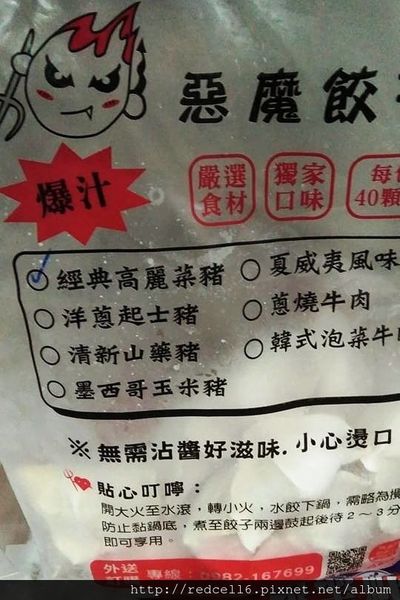 惡魔餃
爆汁
嚴選
食材
獨家
口味
每
40顆
經典高麗菜豬
洋蔥起士豬
清新山藥豬
墨西哥玉米豬
夏威夷風味
蔥燒牛肉
韓式泡菜牛
※無需沾醬好滋味.小心燙口
貼心叮嚀：
開大火至水滾，轉小火，水餃下鍋，需略為攪
防止黏鍋底，煮至餃子兩邊鼓起後待2~3分
即可享用。
外送
訂購
專線：0982-167699
http://redcell6.pixnet.net/album